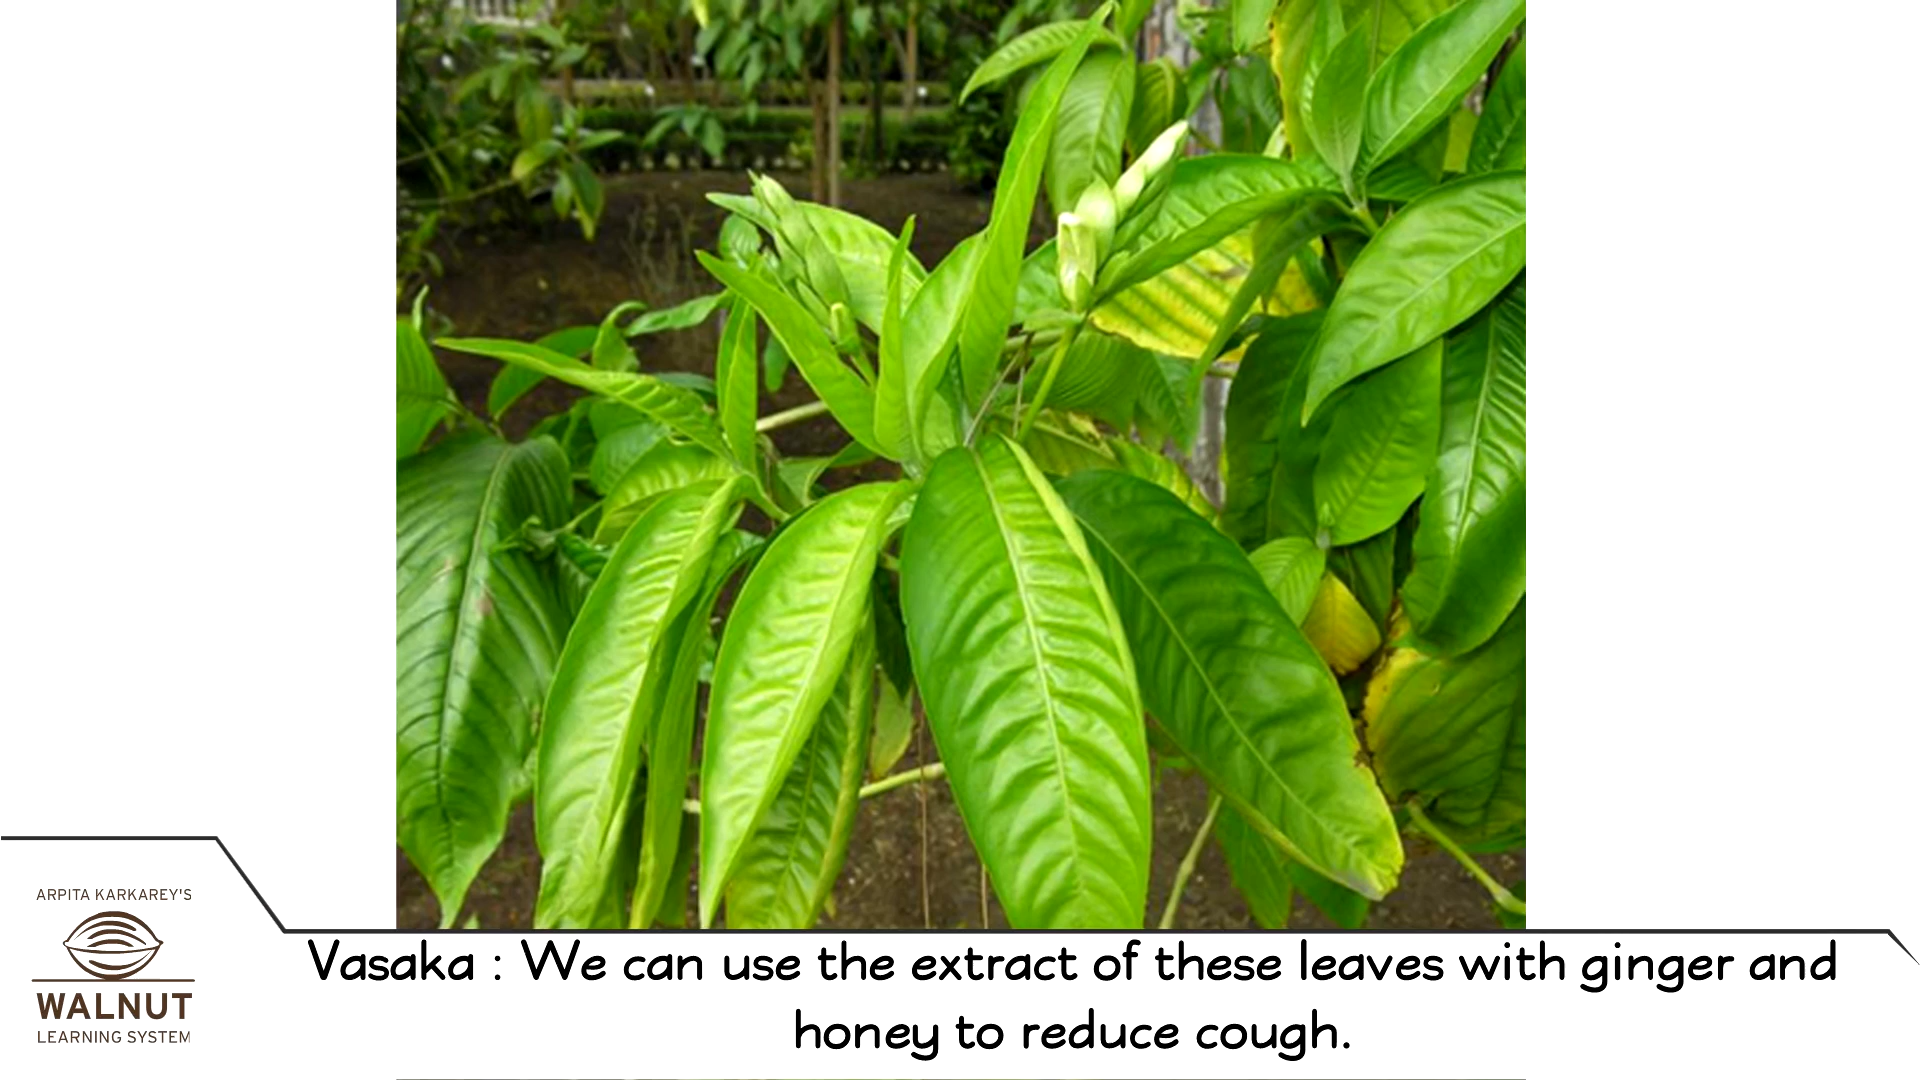 Vasaka : We can use the extract of these leaves with ginger and
honey to reduce cough.
ARPITA KARKAREY'S
WALNUT
LEARNING SYSTEM